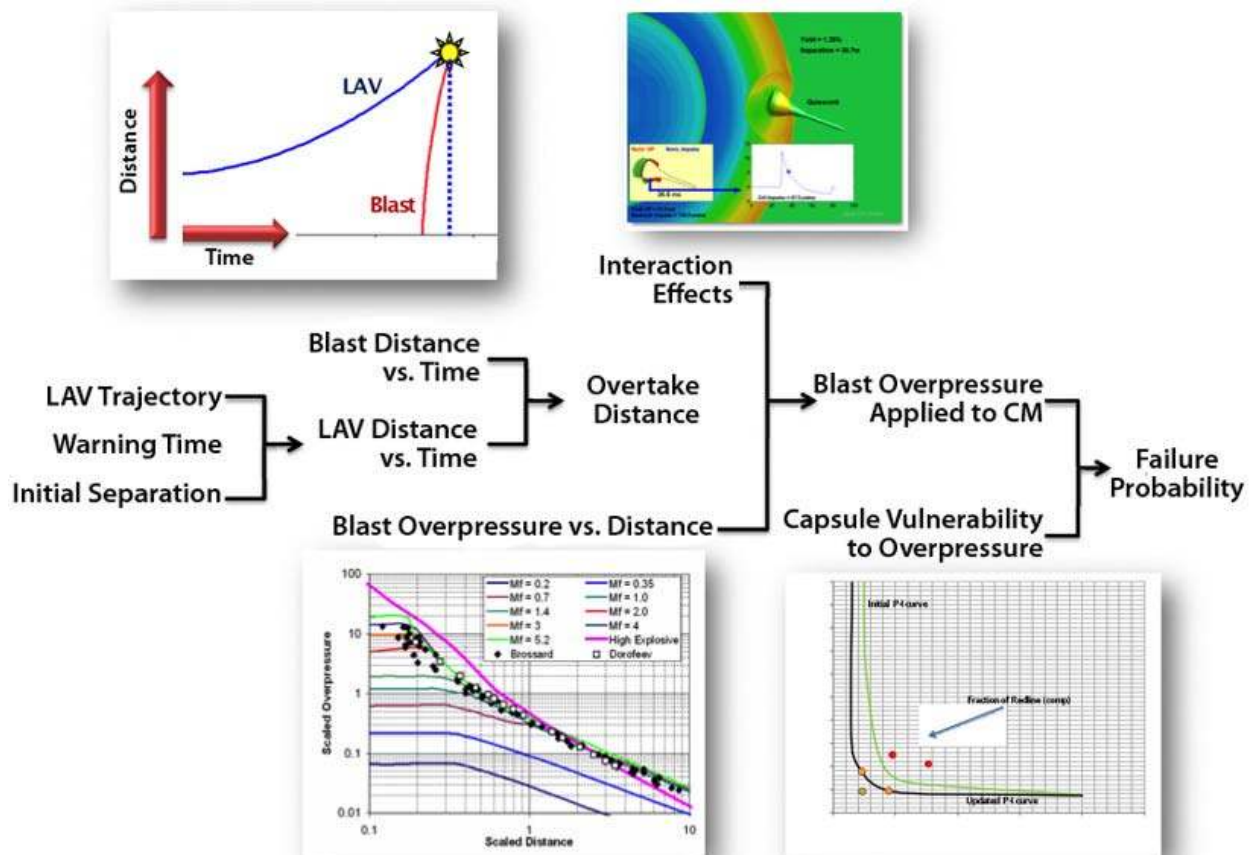 LAV
Distance
Blast
Time
Quiescent
Interaction
Effects
Blast Distance
vs. Time
LAV Trajectory
Warning Time
Initial Separation
LAV Distance
vs. Time
Overtake
Distance
Blast Overpressure
Applied to CM
Failure
Probability
Blast Overpressure vs. Distance
Capsule Vulnerability
to Overpressure
100
10
1
0.1
0.01
Scaled Overpressure
Mf = 0.2
Mf = 0.35
Mf = 0.7
Mf = 1.0
Mf = 1.4
Mf = 2.0
Mf = 3
Mf = 4
Mf = 5.2
High Explosive
Brossard
Dorofeev
0.1
1
10
Scaled Distance
Initial P-I curve
Fraction of Redline (comp)
Updated P-I curve